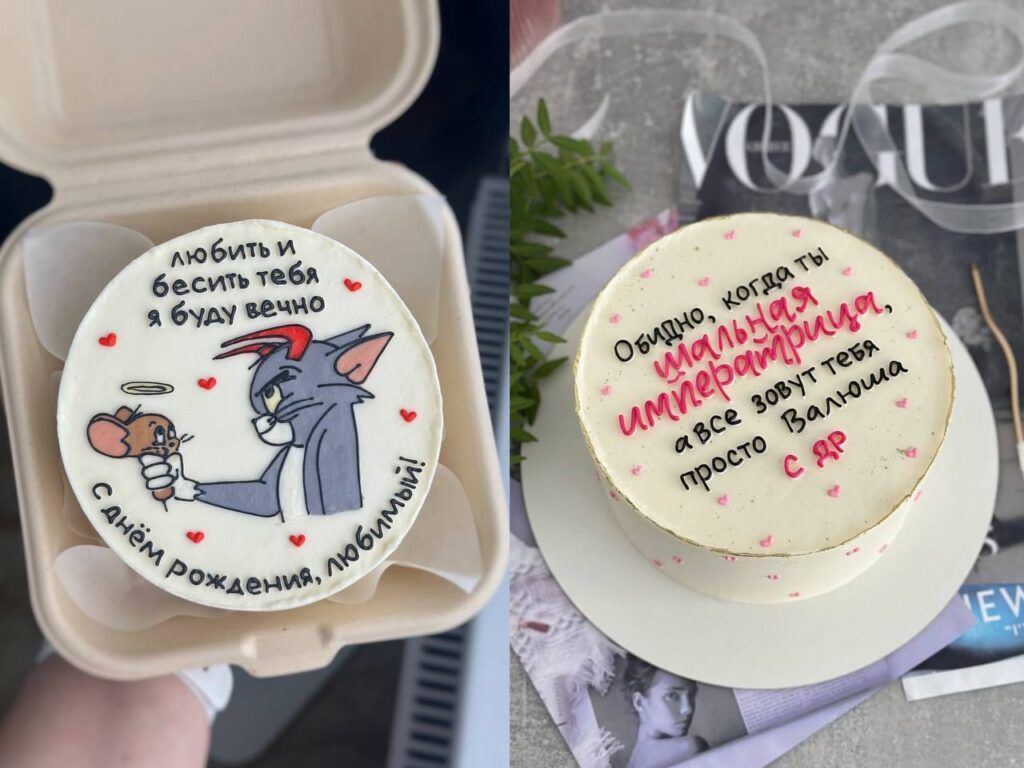 любить и
бесить тебя
я буду вечно
с днём рождения, любимый!
VOGUE
Обидно, когда ты
шальная
императрица,
а все зовут тебя
просто Валюша
с др